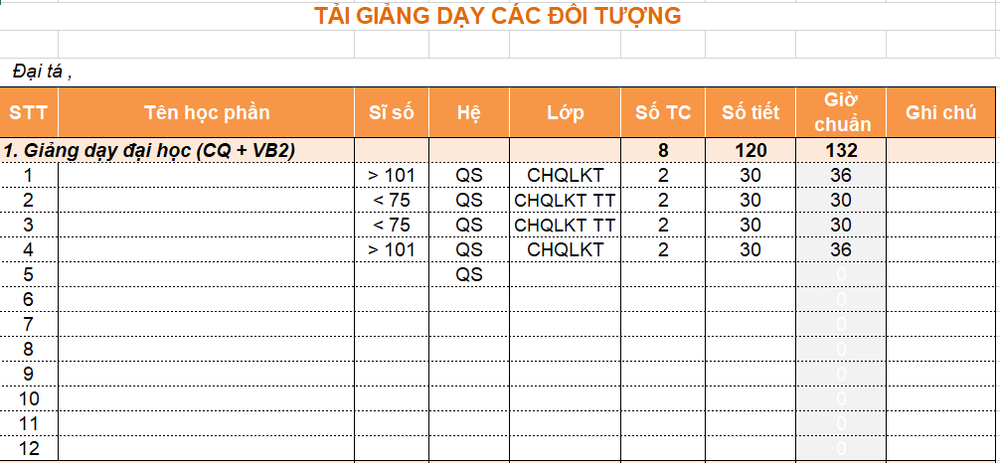 TẢI GIẢNG DẠY CÁC ĐỐI TƯỢNG
Đại tá ,
STT Tên học phần Sĩ số Hệ Lớp Số TC Số tiết Giờ chuẩn Ghi chú
1. Giảng dạy đại học (CQ + VB2) 8 120 132
1 > 101 QS CHQLKT 2 30 36
2 < 75 QS CHQLKT TT 2 30 30
3 < 75 QS CHQLKT TT 2 30 30
4 > 101 QS CHQLKT 2 30 36
5 QS 0
6 0
7 0
8 0
9 0
10 0
11 0
12 0